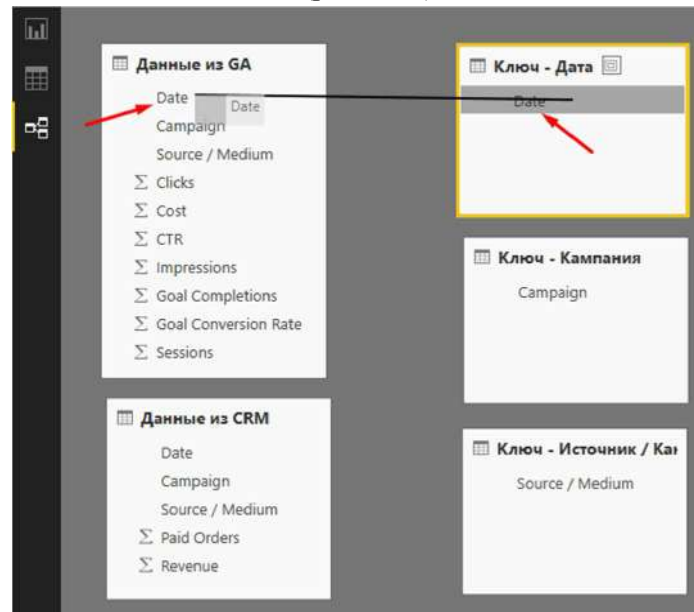 Данные из GA
Date
Date
Campaign
Source / Medium
Σ Clicks
Σ Cost
Σ CTR
Σ Impressions
Σ Goal Completions
Σ Goal Conversion Rate
Σ Sessions
Данные из CRM
Date
Campaign
Source / Medium
Σ Paid Orders
Σ Revenue
Ключ - Дата
Date
Ключ - Кампания
Campaign
Ключ - Источник / Кан
Source / Medium